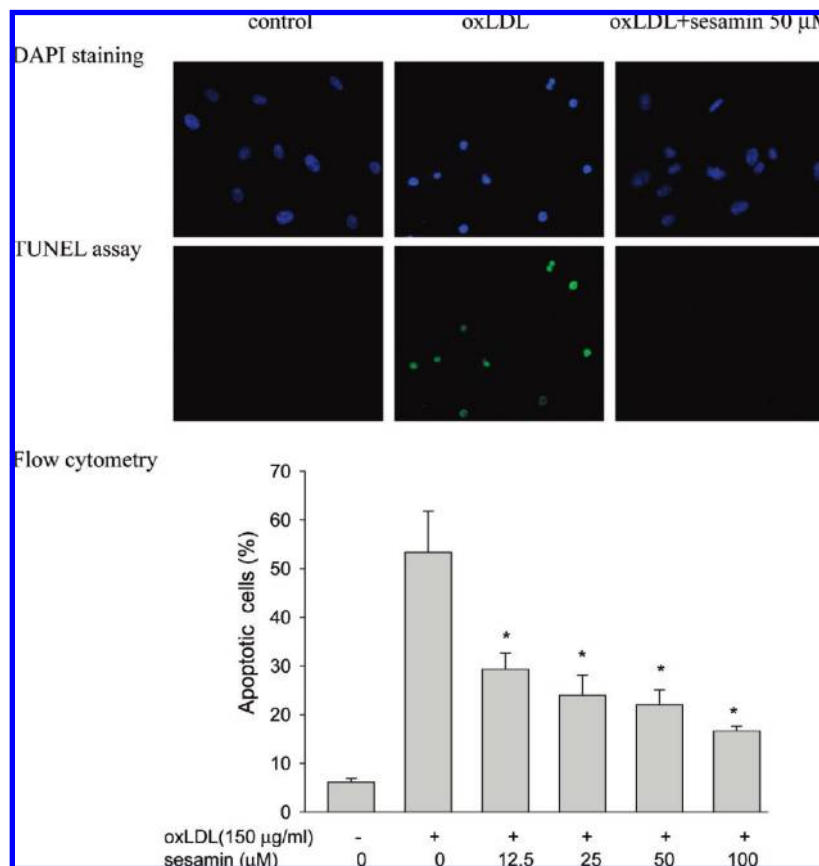 control oxLDL oxLDL+sesamin 50 μM
DAPI staining
TUNEL assay
Flow cytometry
70
60
50
40
30
20
10
0
Apoptotic cells (%)
* * * *
oxLDL(150 μg/ml) - + + + + +
sesamin (μM) 0 0 12.5 25 50 100